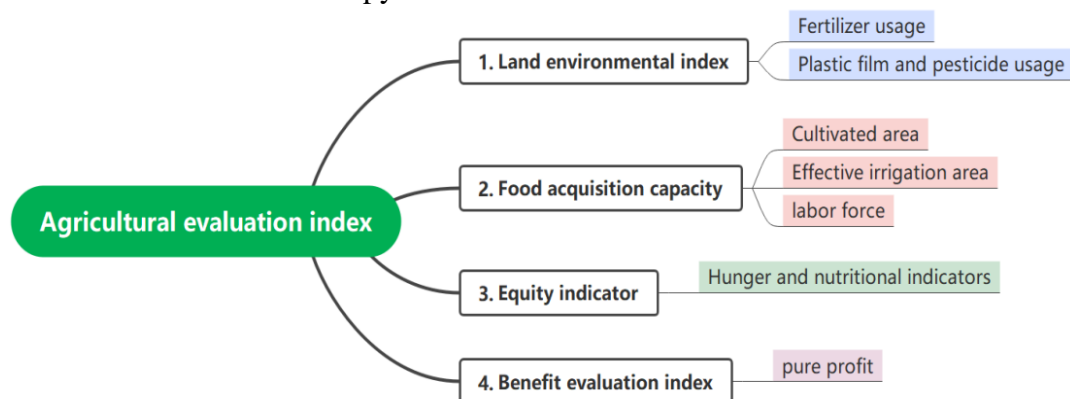 Agricultural evaluation index
1. Land environmental index
Fertilizer usage
Plastic film and pesticide usage
2. Food acquisition capacity
Cultivated area
Effective irrigation area
labor force
3. Equity indicator
Hunger and nutritional indicators
4. Benefit evaluation index
pure profit